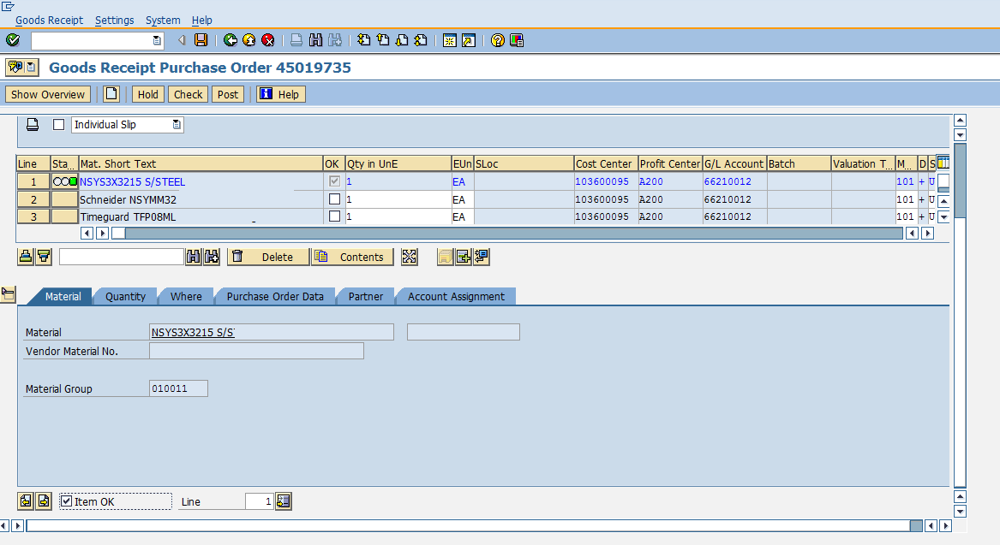 Goods Receipt Settings System Help
Goods Receipt Purchase Order 45019735
Show Overview Hold Check Post Help
Individual Slip
Line Sta... Mat. Short Text OK Qty in UnE EUn SLoc Cost Center Profit Center G/L Account Batch Valuation T... M... D S
1 NSYS3X3215 S/STEEL 1 EA 103600095 A200 66210012 101 + U
2 Schneider NSYMM32 1 EA 103600095 A200 66210012 101 + U
3 Timeguard TFP08ML 1 EA 103600095 A200 66210012 101 + U
Delete Contents
Material Quantity Where Purchase Order Data Partner Account Assignment
Material NSYS3X3215 S/S
Vendor Material No.
Material Group 010011
Item OK Line 1